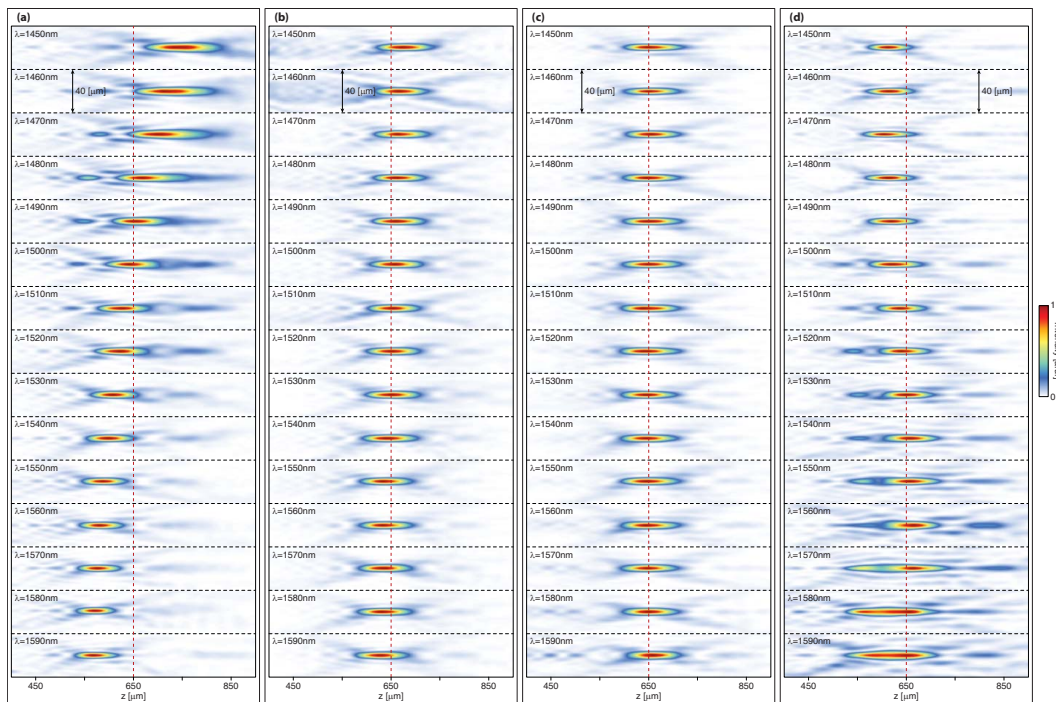 (a)
λ=1450nm
λ=1460nm
40 [μm]
λ=1470nm
λ=1480nm
λ=1490nm
λ=1500nm
λ=1510nm
λ=1520nm
λ=1530nm
λ=1540nm
λ=1550nm
λ=1560nm
λ=1570nm
λ=1580nm
λ=1590nm
450 650 850
z [μm]
(b)
λ=1450nm
λ=1460nm
40 [μm]
λ=1470nm
λ=1480nm
λ=1490nm
λ=1500nm
λ=1510nm
λ=1520nm
λ=1530nm
λ=1540nm
λ=1550nm
λ=1560nm
λ=1570nm
λ=1580nm
λ=1590nm
450 650 850
z [μm]
(c)
λ=1450nm
λ=1460nm
40 [μm]
λ=1470nm
λ=1480nm
λ=1490nm
λ=1500nm
λ=1510nm
λ=1520nm
λ=1530nm
λ=1540nm
λ=1550nm
λ=1560nm
λ=1570nm
λ=1580nm
λ=1590nm
450 650 850
z [μm]
(d)
λ=1450nm
λ=1460nm
40 [μm]
λ=1470nm
λ=1480nm
λ=1490nm
λ=1500nm
λ=1510nm
λ=1520nm
λ=1530nm
λ=1540nm
λ=1550nm
λ=1560nm
λ=1570nm
λ=1580nm
λ=1590nm
450 650 850
z [μm]
1
0